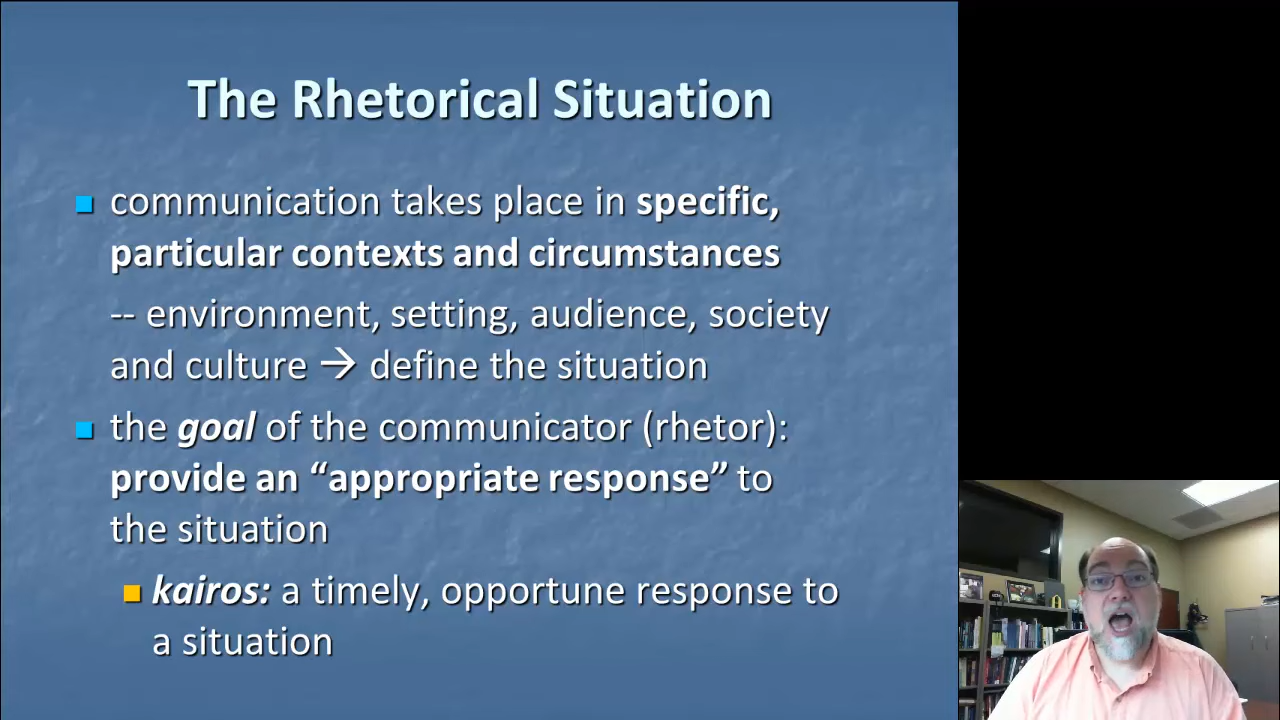 The Rhetorical Situation
communication takes place in specific,
particular contexts and circumstances
-- environment, setting, audience, society
and culture → define the situation
the goal of the communicator (rhetor):
provide an “appropriate response” to
the situation
kairos: a timely, opportune response to
a situation